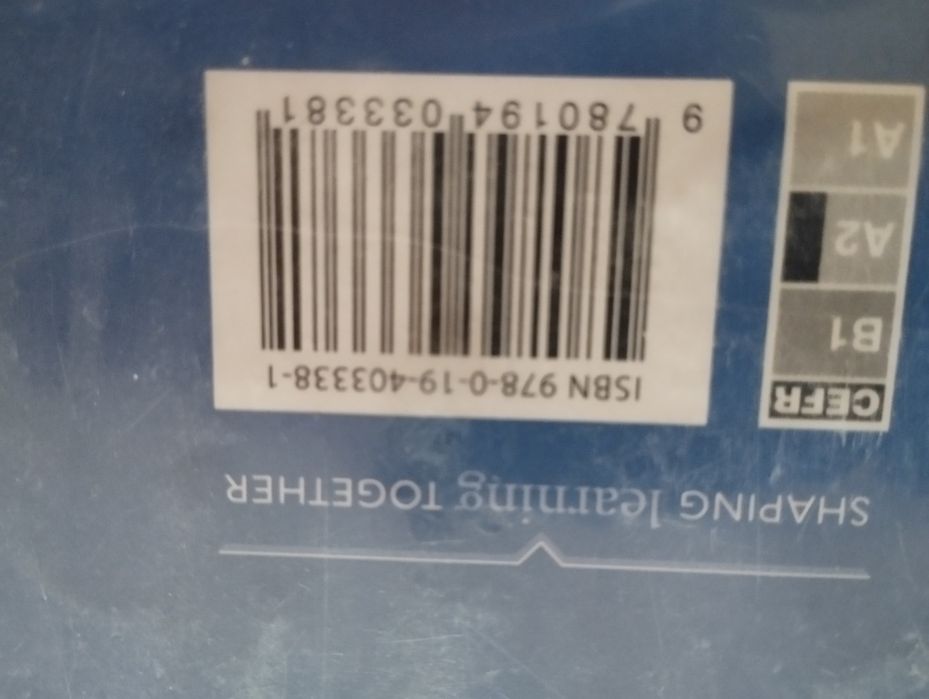 SHAPING learning TOGETHER
CEFR
B1
A2
A1
ISBN 978-0-19-403338-1
9 780194 033381